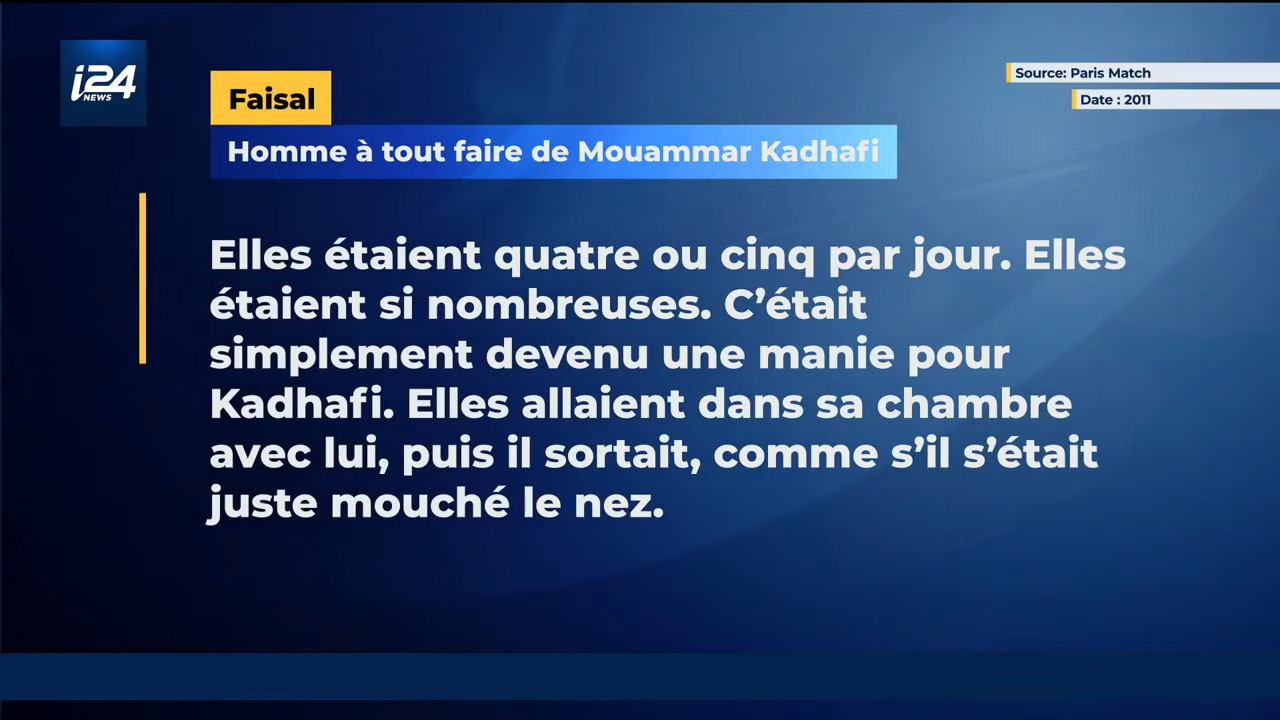 i24
NEWS
Source: Paris Match
Date : 2011
Faisal
Homme à tout faire de Mouammar Kadhafi
Elles étaient quatre ou cinq par jour. Elles
étaient si nombreuses. C’était
simplement devenu une manie pour
Kadhafi. Elles allaient dans sa chambre
avec lui, puis il sortait, comme s’il s’était
juste mouché le nez.